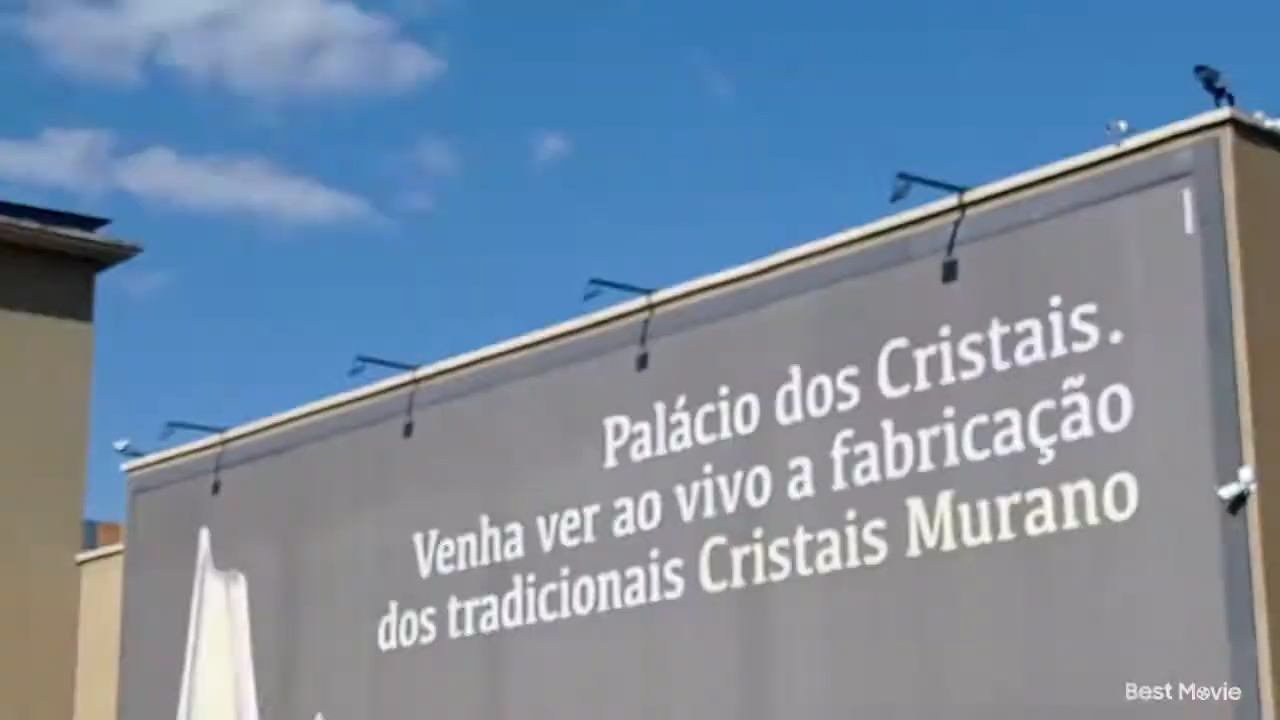 Palácio dos Cristais.
Venha ver ao vivo a fabricação
dos tradicionais Cristais Murano
Best Movie